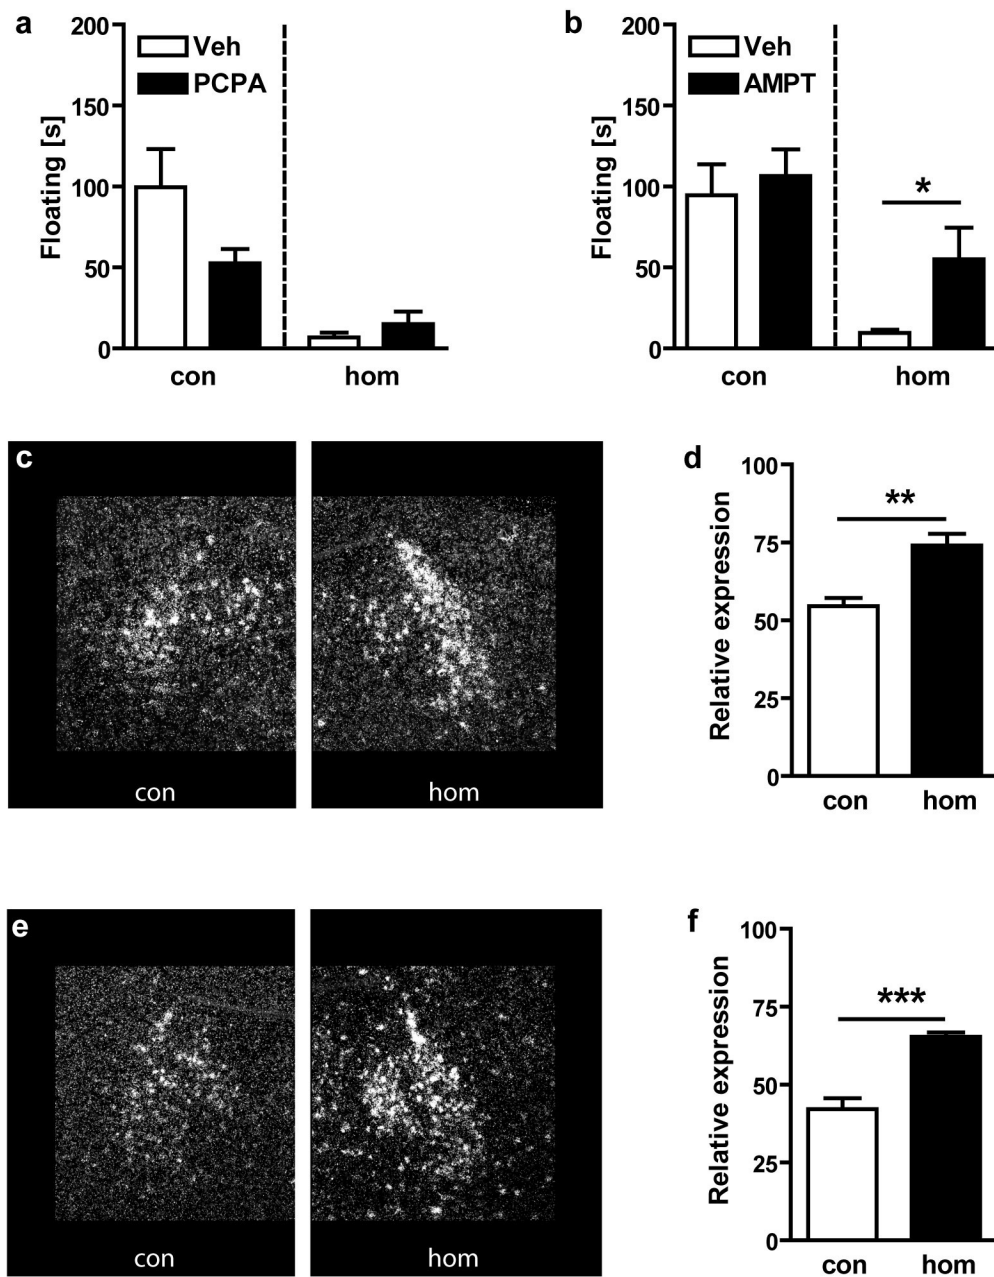 a
200
150
100
50
0
Floating [s]
Veh
PCPA
con
hom
b
200
150
100
50
0
Floating [s]
Veh
AMPT
*
con
hom
c
con
hom
d
100
75
50
25
0
Relative expression
**
con
hom
e
con
hom
f
100
75
50
25
0
Relative expression
***
con
hom